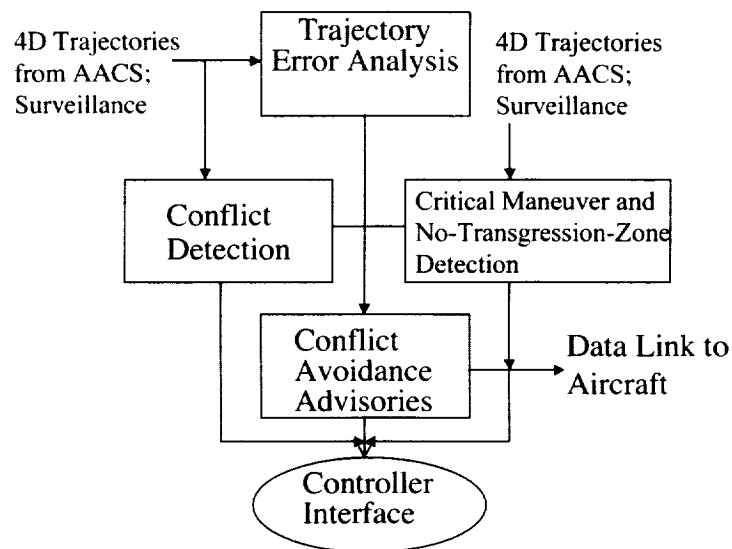 4D Trajectories
from AACS;
Surveillance
Trajectory
Error Analysis
4D Trajectories
from AACS;
Surveillance
Conflict
Detection
Critical Maneuver and
No-Transgression-Zone
Detection
Conflict
Avoidance
Advisories
Data Link to
Aircraft
Controller
Interface